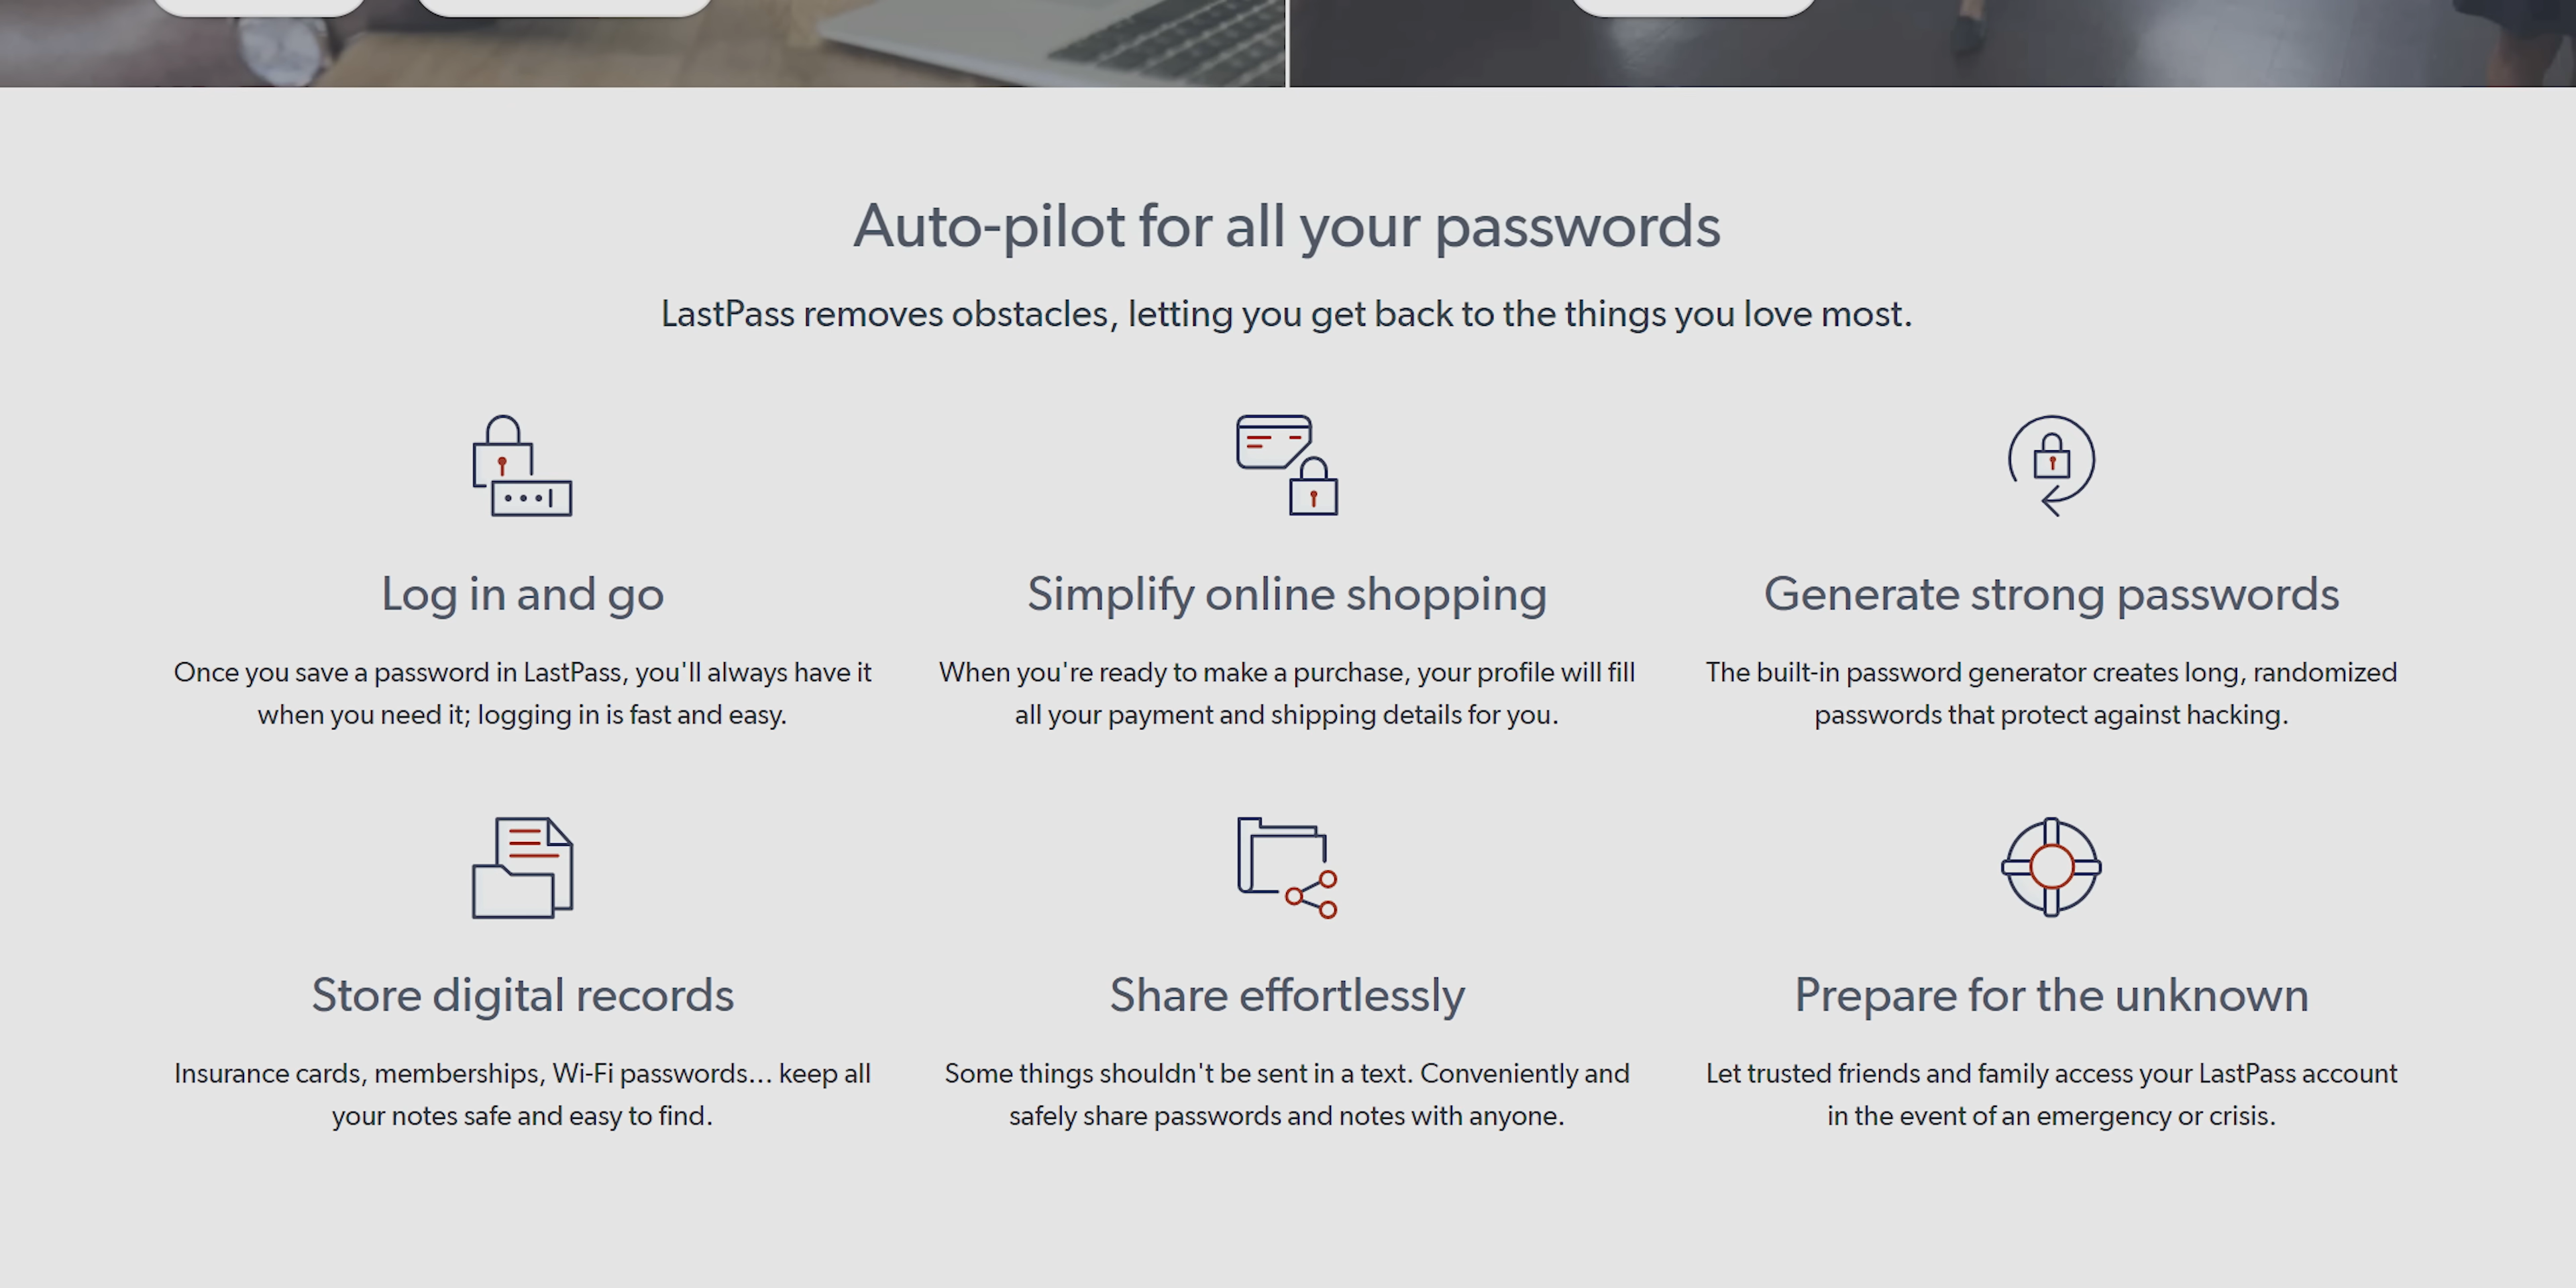 Auto-pilot for all your passwords
LastPass removes obstacles, letting you get back to the things you love most.
Log in and go
Once you save a password in LastPass, you'll always have it
when you need it; logging in is fast and easy.
Simplify online shopping
When you're ready to make a purchase, your profile will fill
all your payment and shipping details for you.
Generate strong passwords
The built-in password generator creates long, randomized
passwords that protect against hacking.
Store digital records
Insurance cards, memberships, Wi-Fi passwords... keep all
your notes safe and easy to find.
Share effortlessly
Some things shouldn't be sent in a text. Conveniently and
safely share passwords and notes with anyone.
Prepare for the unknown
Let trusted friends and family access your LastPass account
in the event of an emergency or crisis.